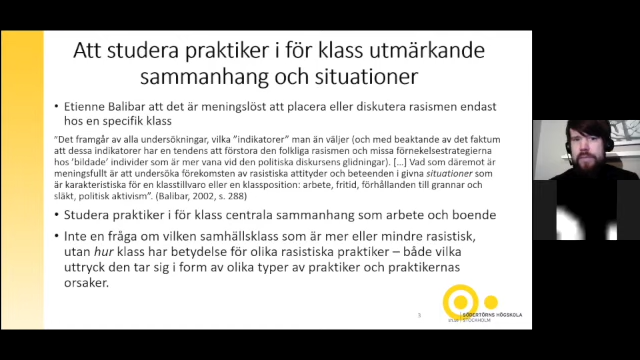 Att studera praktiker i för klass utmärkande
sammanhang och situationer
• Etienne Balibar att det är meningslöst att placera eller diskutera rasismen endast
hos en specifik klass
"Det framgår av alla undersökningar, vilka "indikatorer" man än väljer (och med beaktande av det faktum
att dessa indikatorer har en tendens att förstora den folkliga rasismen och missa förnekelsestrategierna
hos 'bildade' individer som är mer vana vid den politiska diskursens glidningar). [...] Vad som däremot är
meningsfullt är att undersöka förekomsten av rasistiska attityder och beteenden i givna situationer som
är karakteristiska för en klasstillvaro eller en klassposition: arbete, fritid, förhållanden till grannar och
släkt, politisk aktivism". (Balibar, 2002, s. 288)
• Studera praktiker i för klass centrala sammanhang som arbete och boende
• Inte en fråga om vilken samhällsklass som är mer eller mindre rasistisk,
utan hur klass har betydelse för olika rasistiska praktiker – både vilka
uttryck den tar sig i form av olika typer av praktiker och praktikernas
orsaker.
3
SÖDERTÖRNS HÖGSKOLA
STOCKHOLM